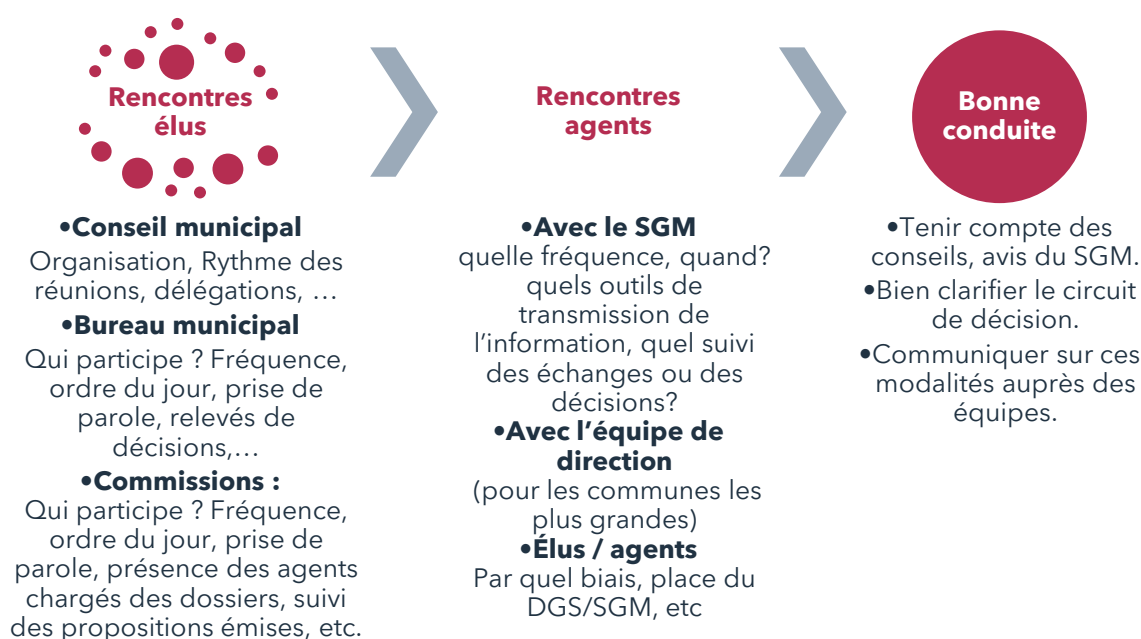 Rencontres
élus
•Conseil municipal
Organisation, Rythme des
réunions, délégations, …
•Bureau municipal
Qui participe ? Fréquence,
ordre du jour, prise de
parole, relevés de
décisions,…
•Commissions :
Qui participe ? Fréquence,
ordre du jour, prise de
parole, présence des agents
chargés des dossiers, suivi
des propositions émises, etc.
Rencontres
agents
•Avec le SGM
quelle fréquence, quand?
quels outils de
transmission de
l’information, quel suivi
des échanges ou des
décisions?
•Avec l’équipe de
direction
(pour les communes les
plus grandes)
•Élus / agents
Par quel biais, place du
DGS/SGM, etc
Bonne
conduite
•Tenir compte des
conseils, avis du SGM.
•Bien clarifier le circuit
de décision.
•Communiquer sur ces
modalités auprès des
équipes.